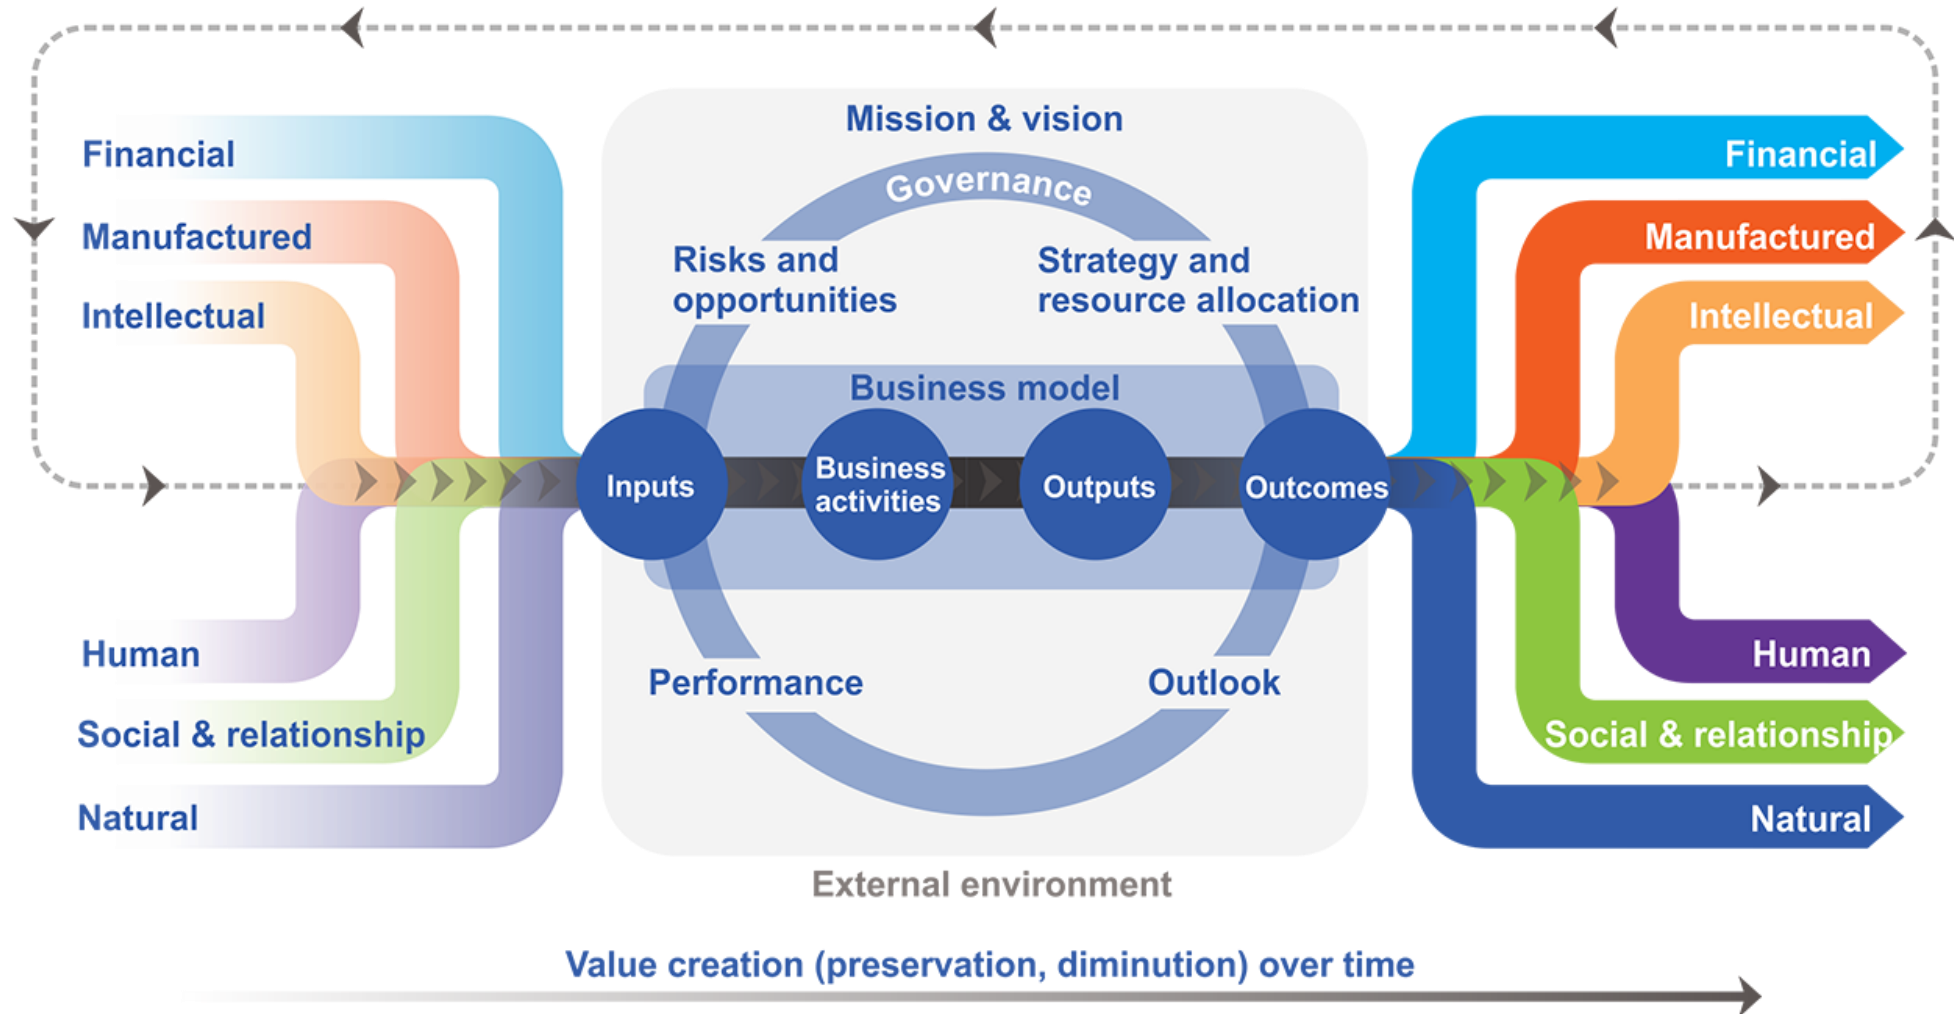 Financial
Manufactured
Intellectual
Human
Social & relationship
Natural
Mission & vision
Governance
Risks and
opportunities
Strategy and
resource allocation
Business model
Inputs
Business
activities
Outputs
Outcomes
Performance
Outlook
External environment
Financial
Manufactured
Intellectual
Human
Social & relationship
Natural
Value creation (preservation, diminution) over time